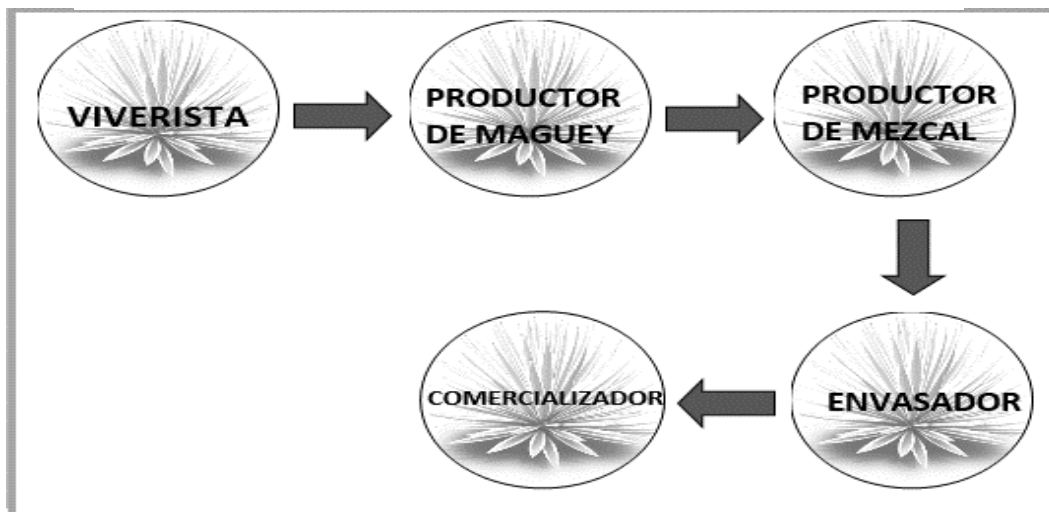 VIVERISTA
PRODUCTOR
DE MAGUEY
PRODUCTOR
DE MEZCAL
ENVASADOR
COMERCIALIZADOR